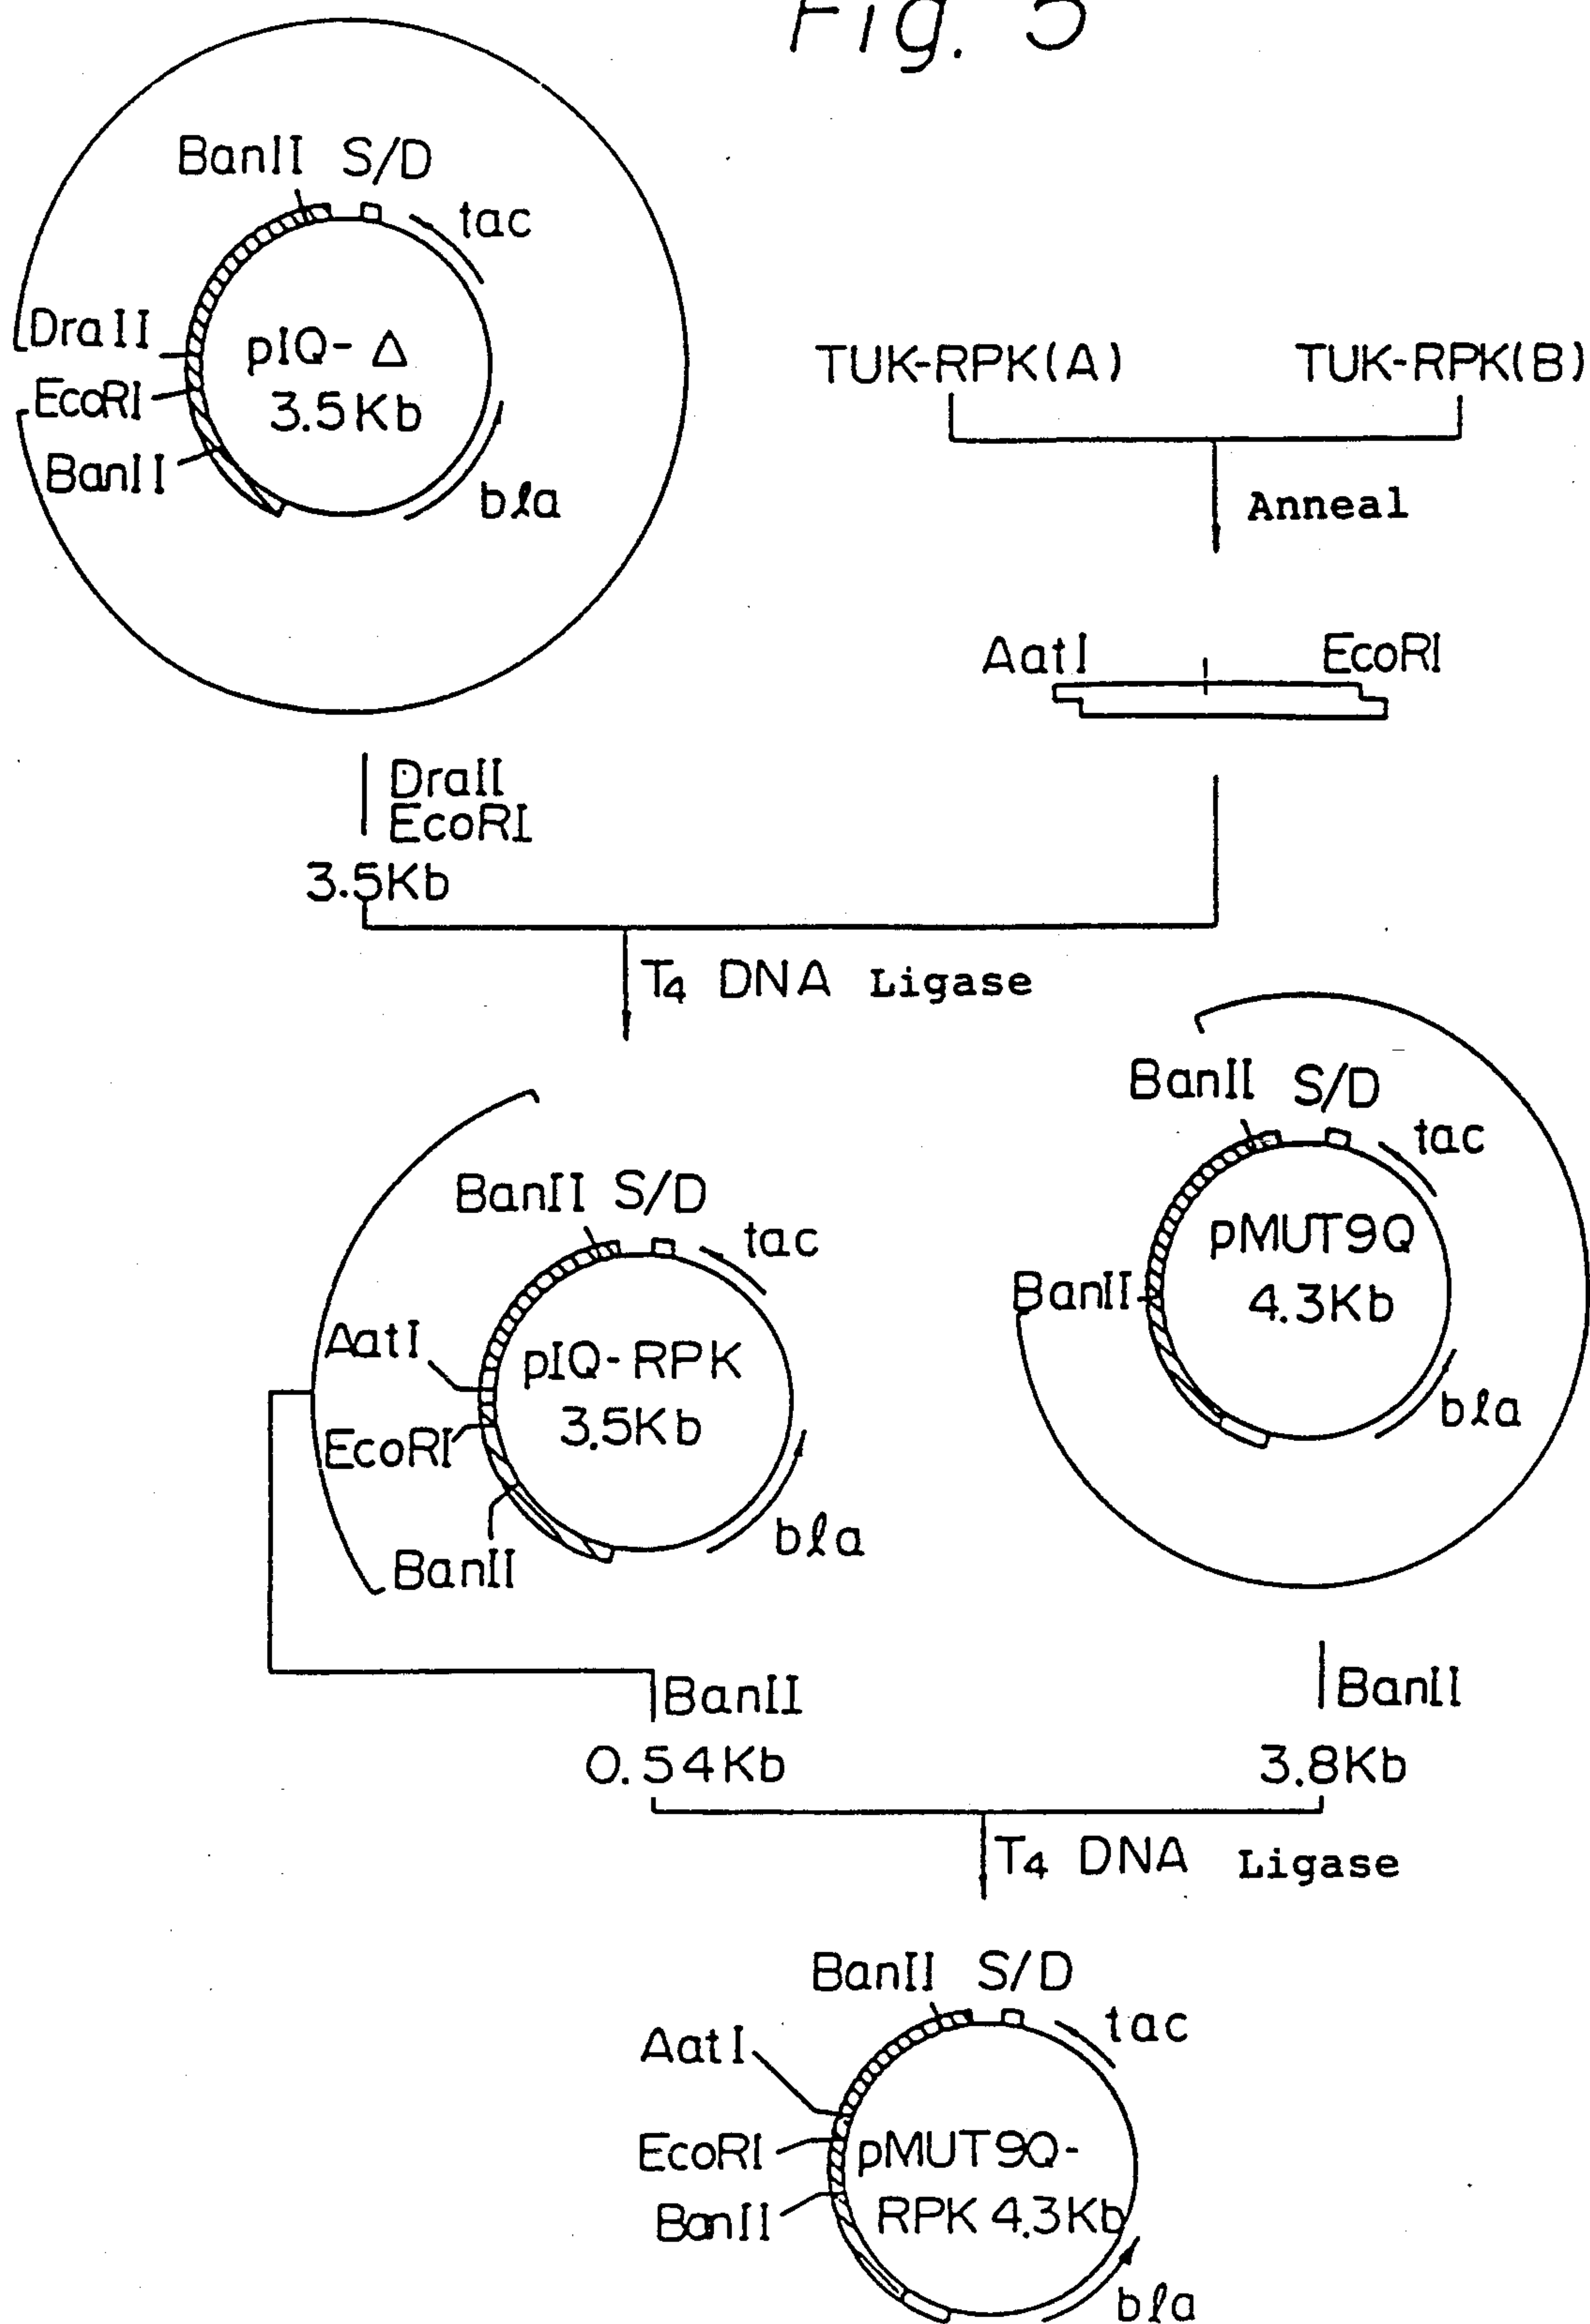 Fig. 5
BanII S/D
tac
DraII
pIQ-Δ
3.5Kb
EcoRI
BanII
bla
TUK-RPK(A) TUK-RPK(B)
Anneal
AatI EcoRI
DraII
EcoRI
3.5Kb
T4 DNA Ligase
BanII S/D
tac
AatI
pIQ-RPK
3.5Kb
EcoRI
BanII
bla
BanII S/D
tac
pMUT9Q
4.3Kb
BanII
bla
BanII
0.54Kb
BanII
3.8Kb
T4 DNA Ligase
BanII S/D
tac
AatI
EcoRI
pMUT9Q-
RPK 4.3Kb
BanII
bla